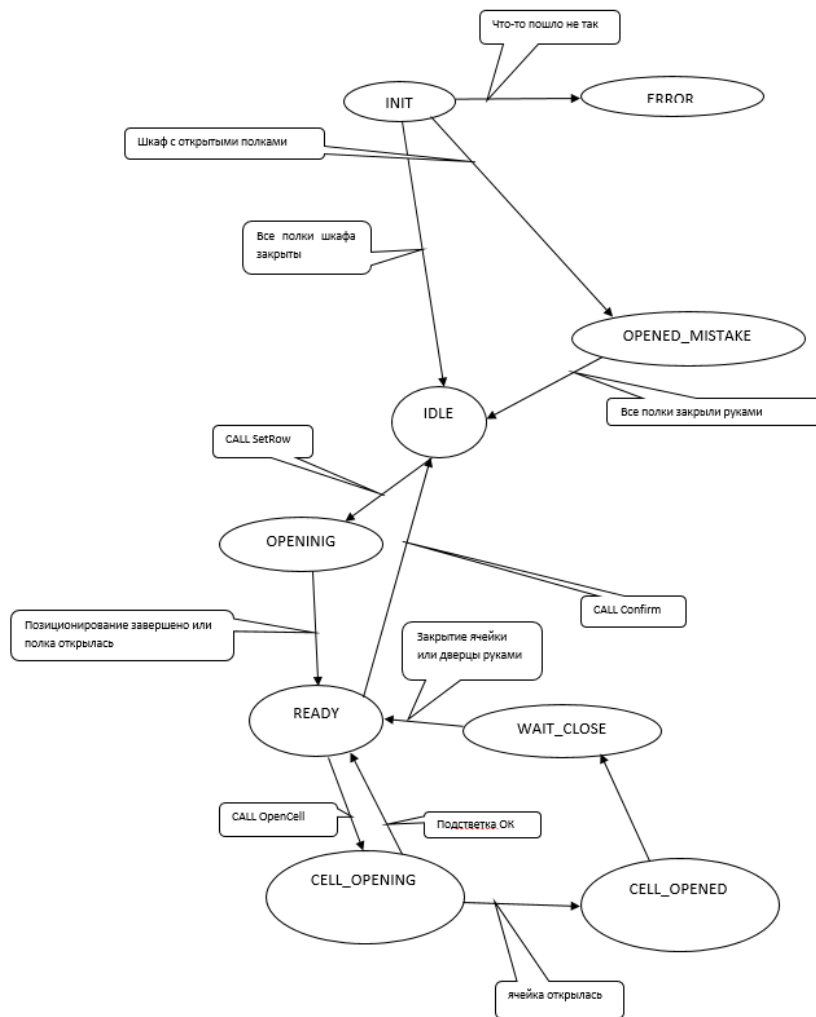 Что-то пошло не так
INIT
ERROR
Шкаф с открытыми полками
Все полки шкафа
закрыты
OPENED_MISTAKE
IDLE
Все полки закрыли руками
CALL SetRow
OPENINIG
CALL Confirm
Позиционирование завершено или
полка открылась
Закрытие ячейки
или дверцы руками
READY
WAIT_CLOSE
CALL OpenCell
Подстветка ОК
CELL_OPENING
CELL_OPENED
ячейка открылась